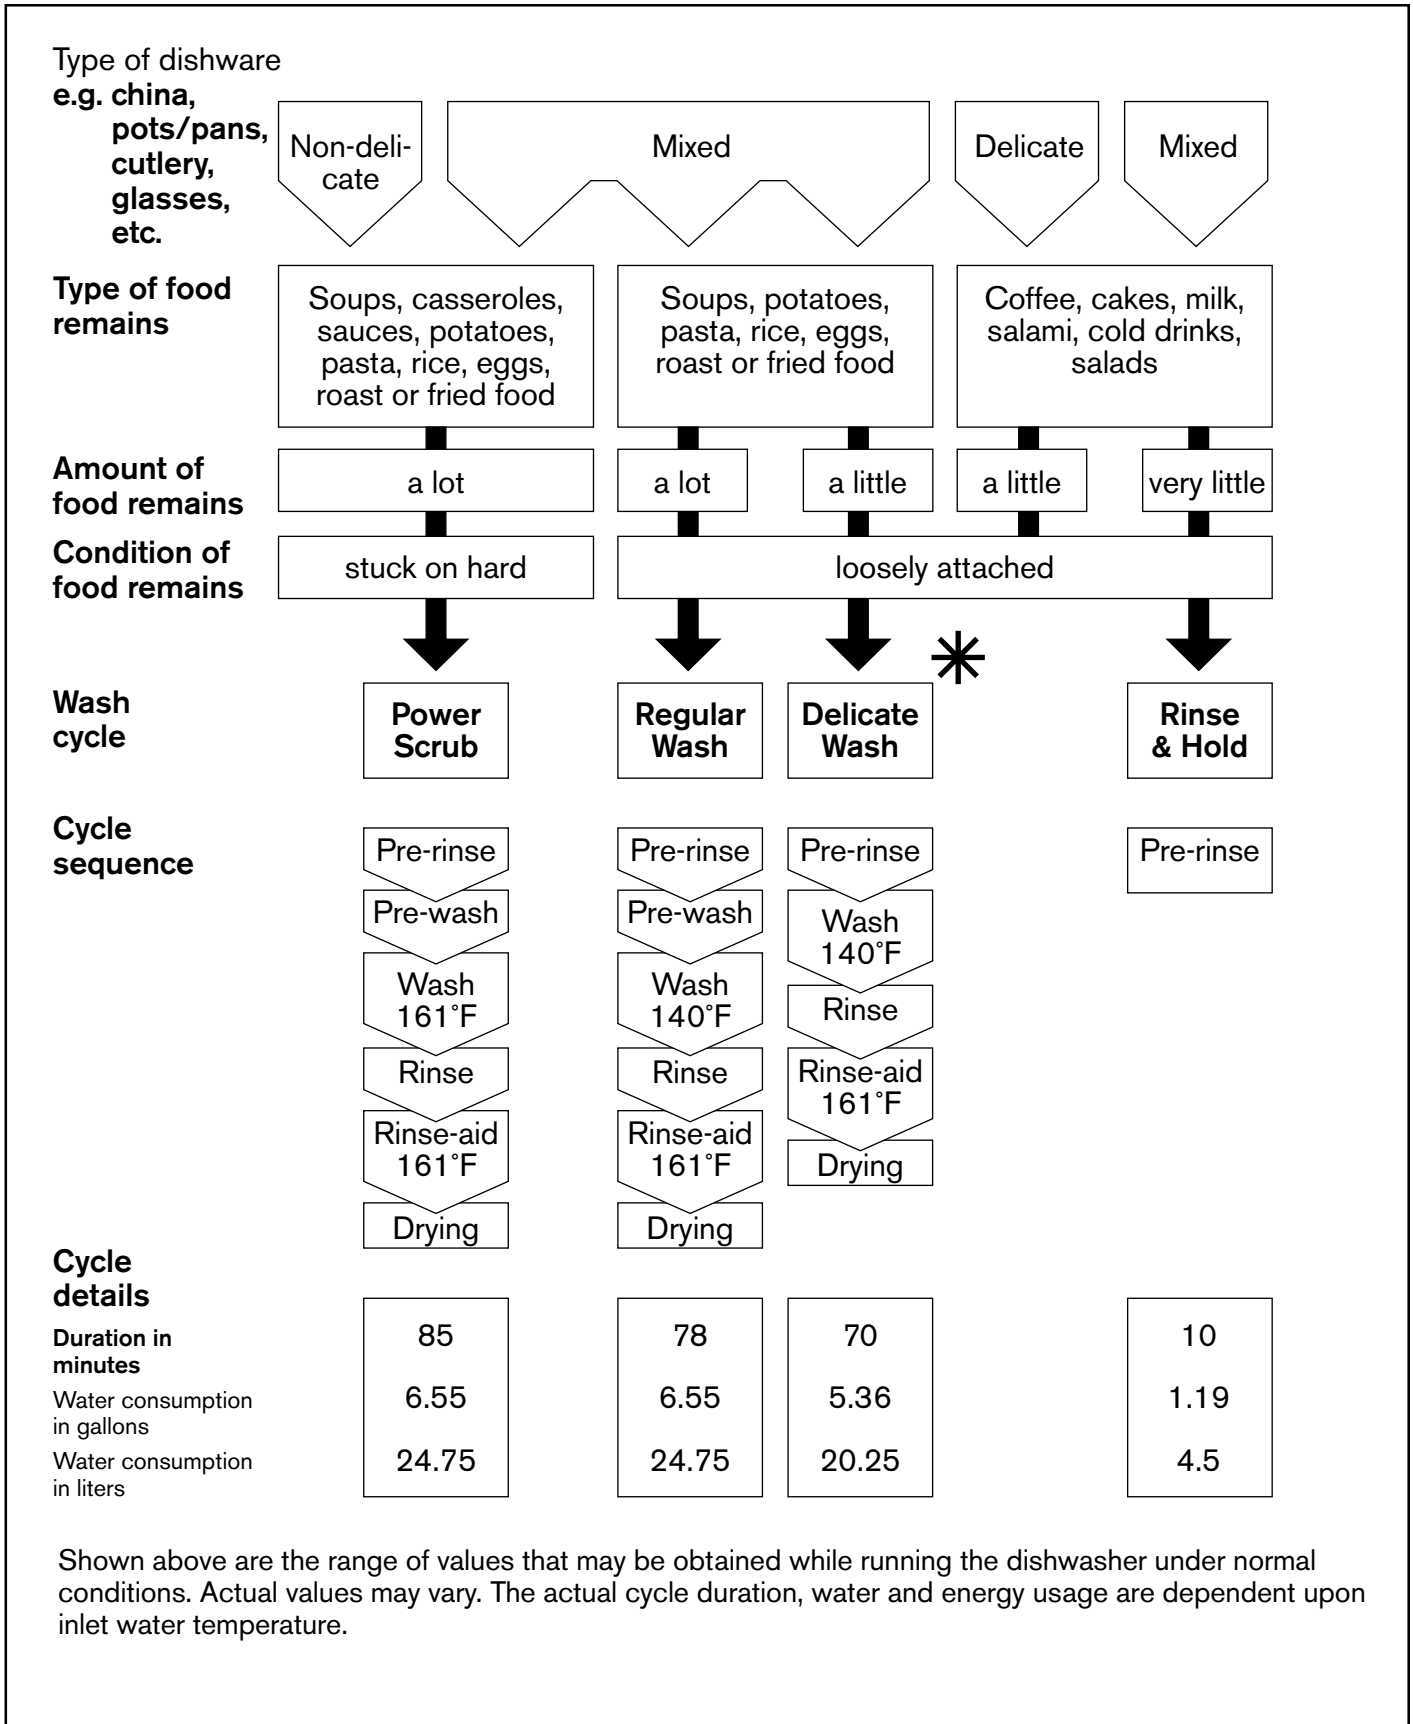 Type of dishware
e.g. china,
pots/pans,
cutlery,
glasses,
etc.
Non-deli-
cate
Mixed
Delicate
Mixed
Type of food
remains
Soups, casseroles,
sauces, potatoes,
pasta, rice, eggs,
roast or fried food
Soups, potatoes,
pasta, rice, eggs,
roast or fried food
Coffee, cakes, milk,
salami, cold drinks,
salads
Amount of
food remains
a lot
a lot
a little
a little
very little
Condition of
food remains
stuck on hard
loosely attached
Wash
cycle
Power
Scrub
Regular
Wash
Delicate
Wash
Rinse
& Hold
Cycle
sequence
Pre-rinse
Pre-wash
Wash
161°F
Rinse
Rinse-aid
161°F
Drying
Pre-rinse
Pre-wash
Wash
140°F
Rinse
Rinse-aid
161°F
Drying
Pre-rinse
Wash
140°F
Rinse
Rinse-aid
161°F
Drying
Pre-rinse
Cycle
details
Duration in
minutes
85
78
70
10
Water consumption
in gallons
6.55
6.55
5.36
1.19
Water consumption
in liters
24.75
24.75
20.25
4.5
Shown above are the range of values that may be obtained while running the dishwasher under normal
conditions. Actual values may vary. The actual cycle duration, water and energy usage are dependent upon
inlet water temperature.